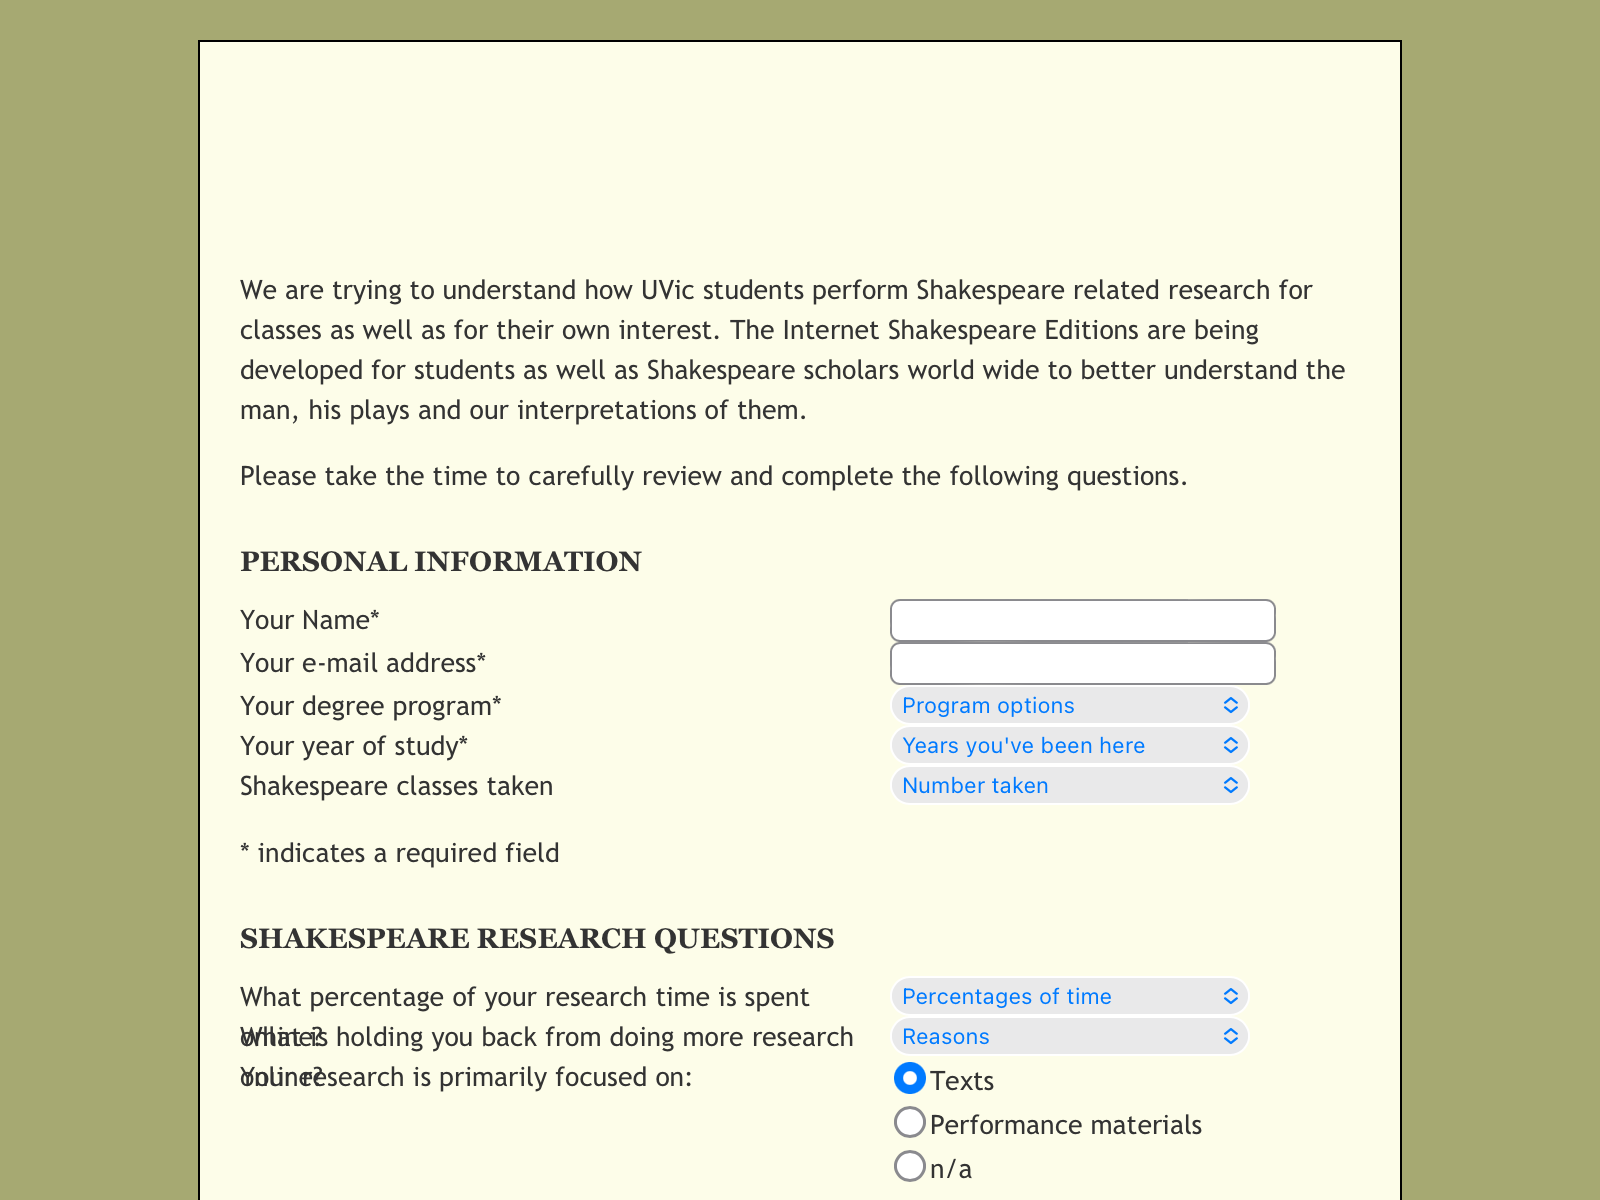 We are trying to understand how UVic students perform Shakespeare related research for
classes as well as for their own interest. The Internet Shakespeare Editions are being
developed for students as well as Shakespeare scholars world wide to better understand the
man, his plays and our interpretations of them.
Please take the time to carefully review and complete the following questions.
PERSONAL INFORMATION
Your Name*
Your e-mail address*
Your degree program* Program options
Your year of study* Years you've been here
Shakespeare classes taken Number taken
* indicates a required field
SHAKESPEARE RESEARCH QUESTIONS
What percentage of your research time is spent Percentages of time
online?
What is holding you back from doing more research Reasons
online?
Your research is primarily focused on: Texts
Performance materials
n/a